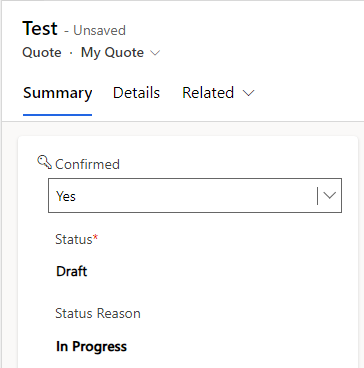 Test - Unsaved
Quote · My Quote
Summary Details Related
Confirmed
Yes
Status*
Draft
Status Reason
In Progress